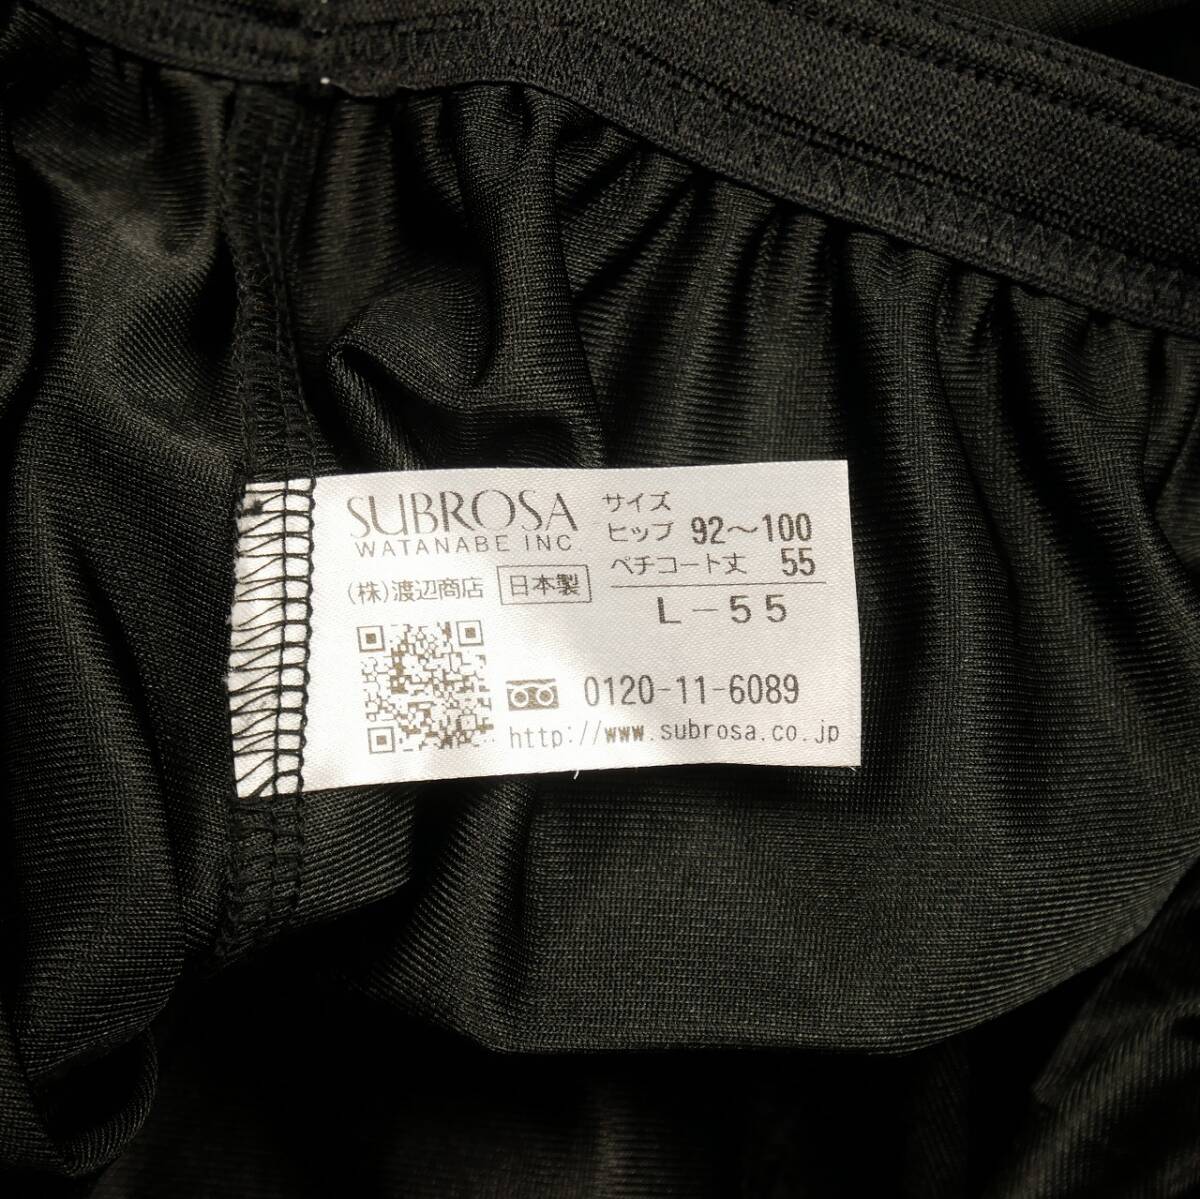 SUBROSA
WATANABE INC.
(株)渡辺商店 日本製
サイズ
ヒップ 92～100
ペチコート丈 55
L－55
0120-11-6089
http://www.subrosa.co.jp